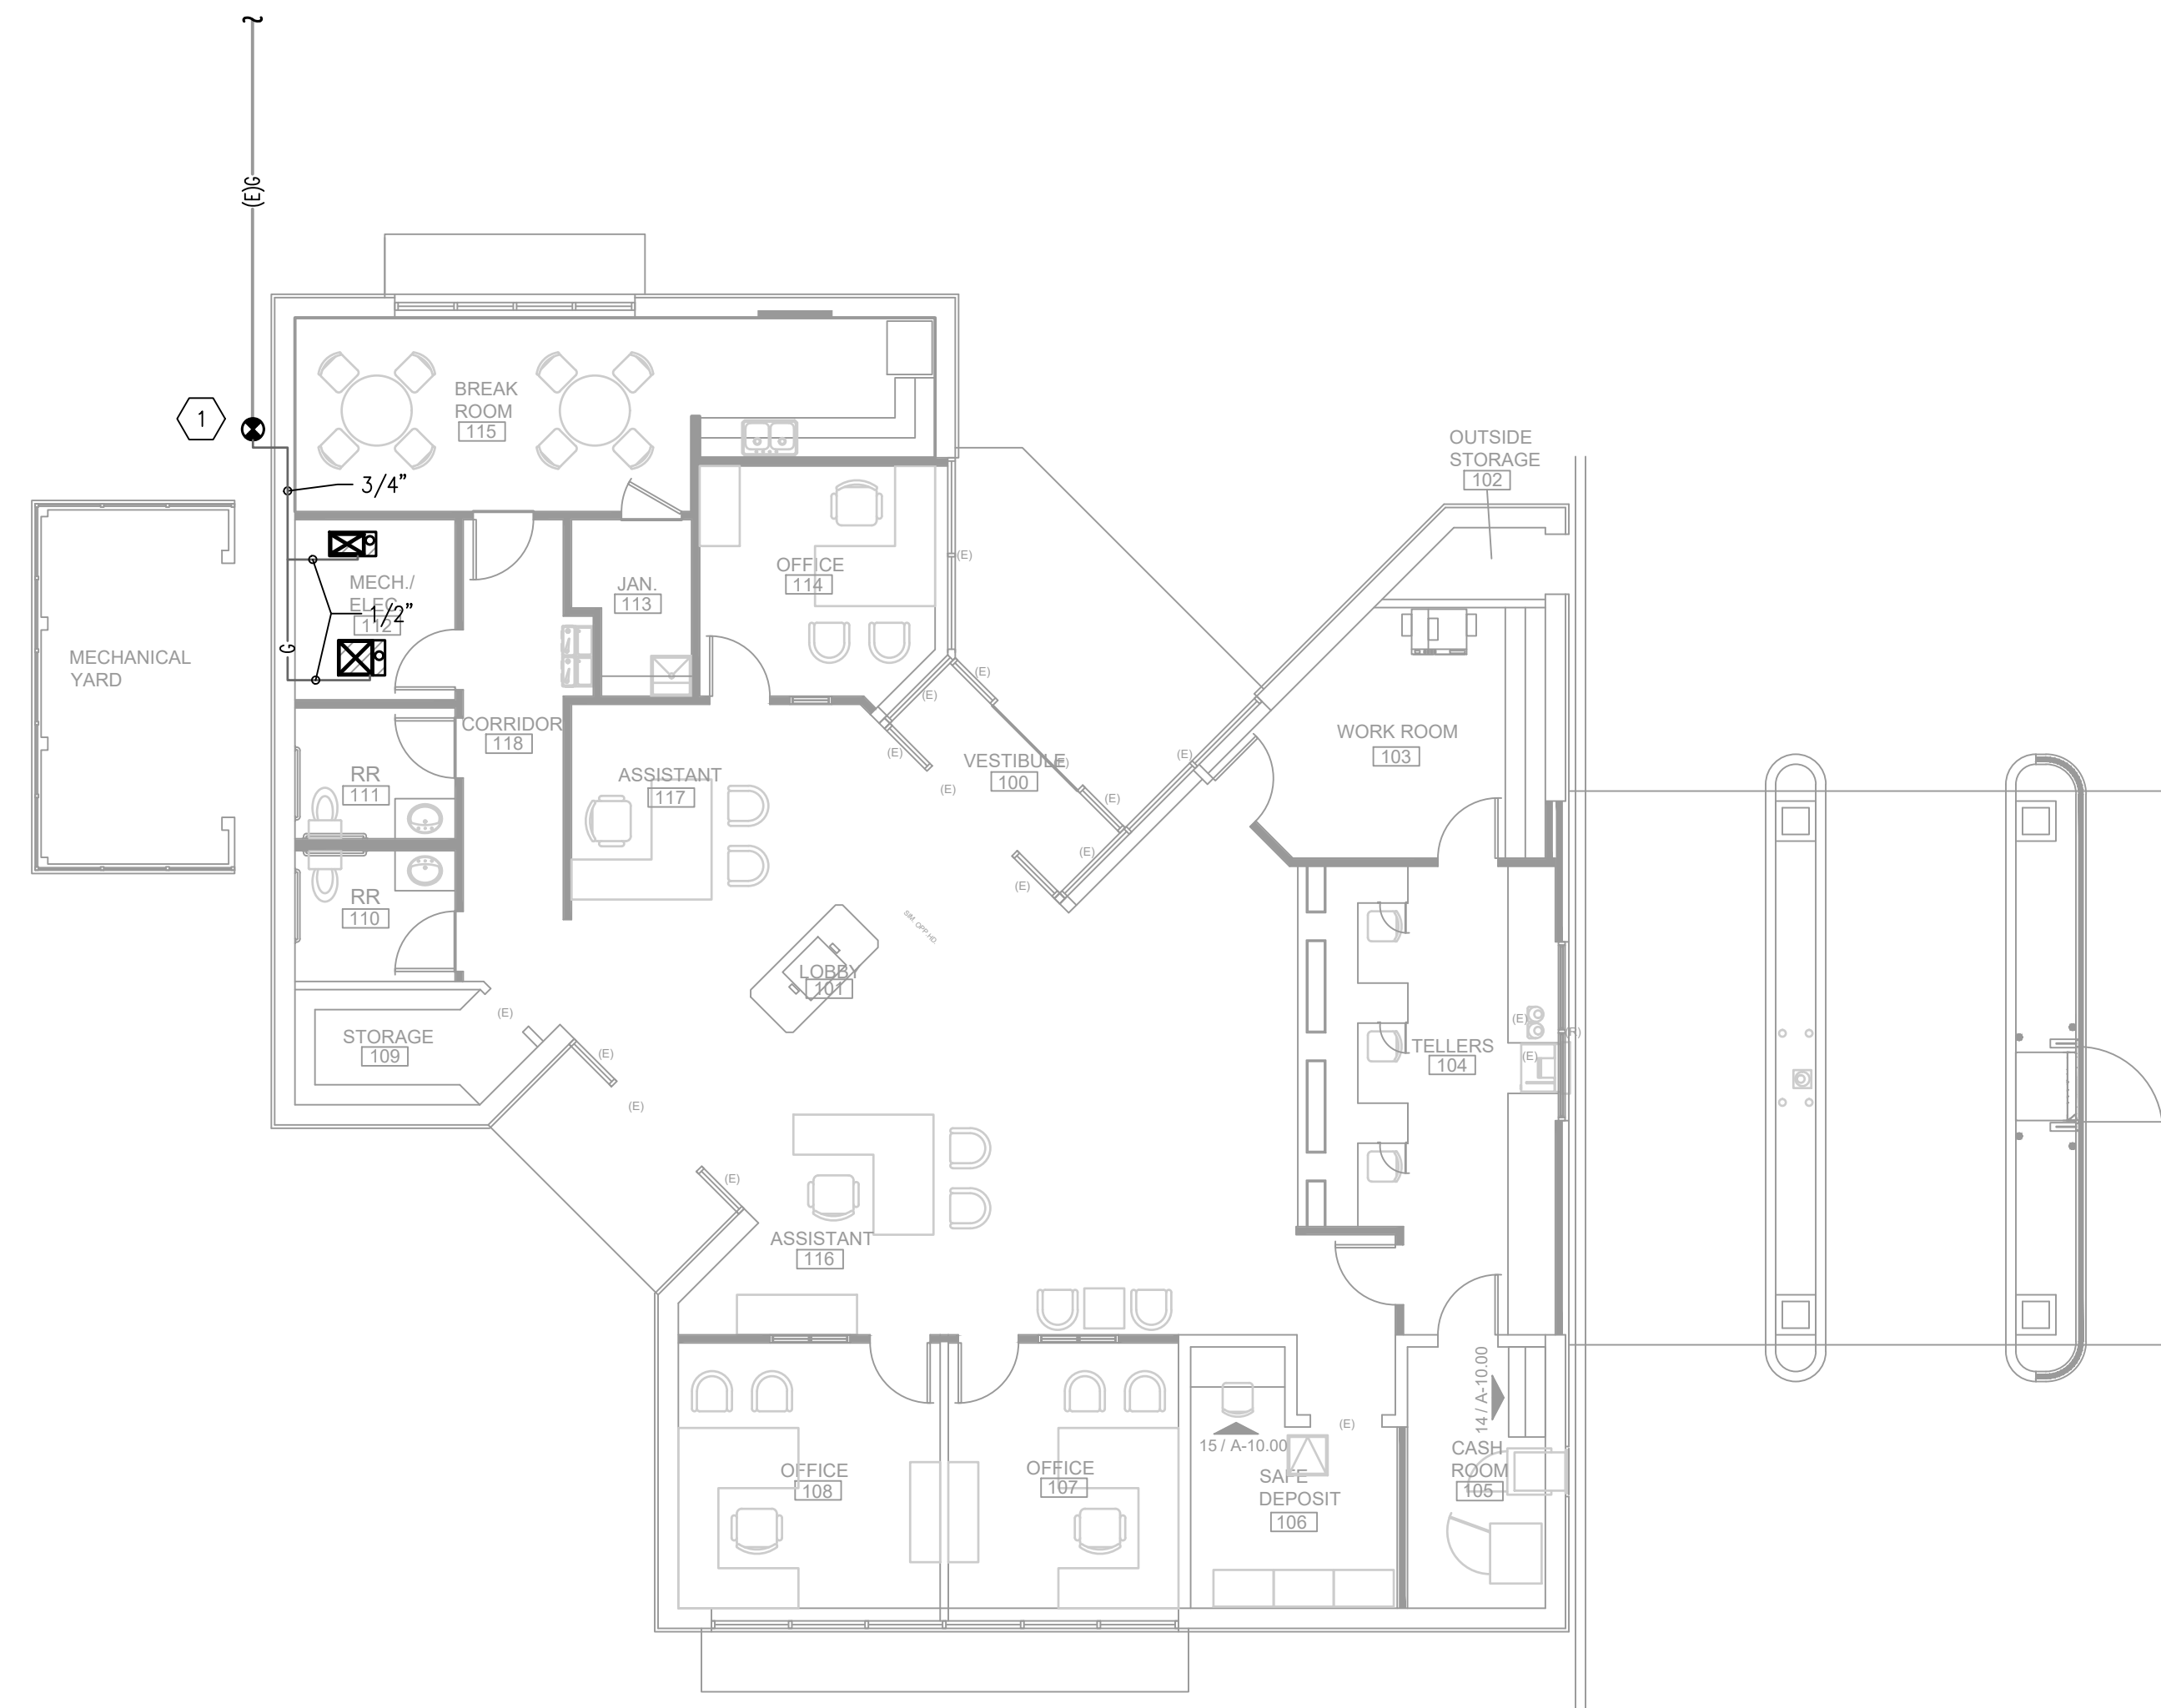 (E)G
1
3/4"
1/2"
G
BREAK
ROOM
115
OUTSIDE
STORAGE
102
MECH./
ELEC.
112
JAN.
113
OFFICE
114
(E)
MECHANICAL
YARD
(E)
(E)
CORRIDOR
118
(E)
VESTIBULE
100
(E)
(E)
(E)
(E)
(E)
(E)
WORK ROOM
103
RR
111
ASSISTANT
117
RR
110
SIM. OPP.HD.
LOBBY
101
STORAGE
109
(E)
(E)
(E)
(E)
TELLERS
104
(E)
(E)
(R)
ASSISTANT
116
14 / A-10.00
15 / A-10.00
(E)
OFFICE
108
OFFICE
107
SAFE
DEPOSIT
106
CASH
ROOM
105